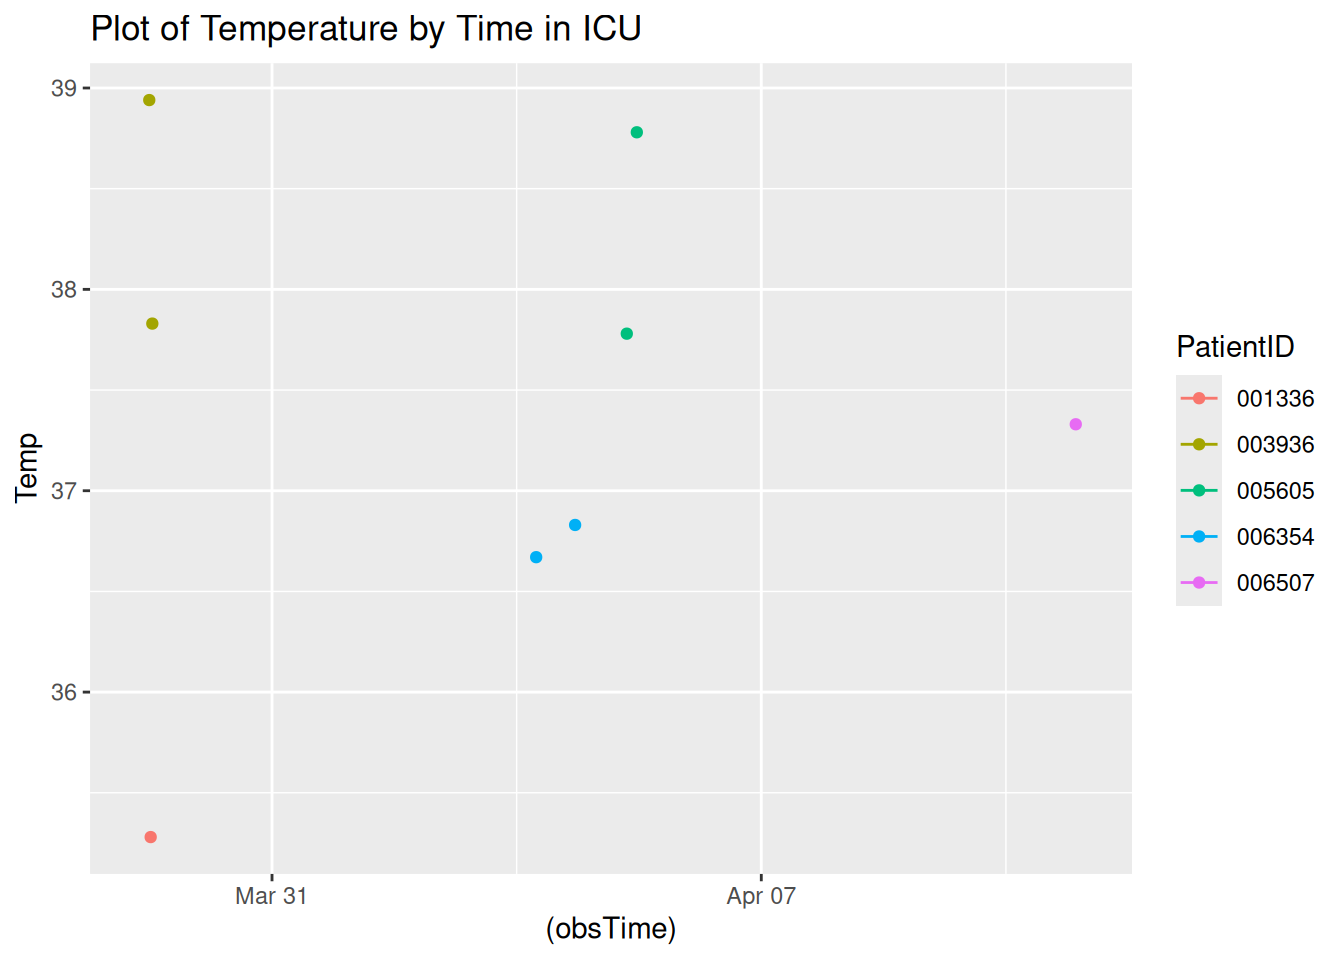 Plot of Temperature by Time in ICU
39
38
37
36
Temp
Mar 31
Apr 07
(obsTime)
PatientID
001336
003936
005605
006354
006507